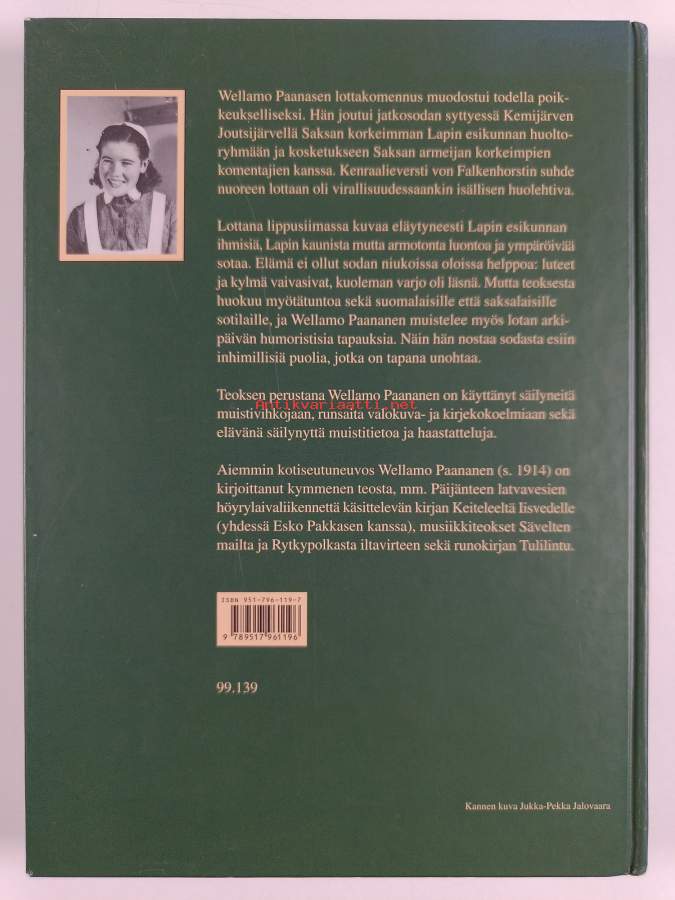 Wellamo Paanasen lottakomennus muodostui todella poik-
keukselliseksi. Hän joutui jatkosodan syttyessä Kemijärven
Joutsijärvellä Saksan korkeimman Lapin esikunnan huolto-
ryhmään ja kosketukseen Saksan armeijan korkeimpien
komentajien kanssa. Kenraalieversti von Falkenhorstin suhde
nuoreen lottaan oli virallisuudessaankin isällisen huolehtiva.
Lottana lippusiimassa kuvaa eläytyneesti Lapin esikunnan
ihmisiä, Lapin kaunista mutta armotonta luontoa ja ympäröivää
sotaa. Elämä ei ollut sodan niukoissa oloissa helppoa: luteet
ja kylmä vaivasivat, kuoleman varjo oli läsnä. Mutta teoksesta
huokuu myötätuntoa sekä suomalaisille että saksalaisille
sotilaille, ja Wellamo Paananen muistelee myös lotan arki-
päivän humoristisia tapauksia. Näin hän nostaa sodasta esiin
inhimillisiä puolia, jotka on tapana unohtaa.
Teoksen perustana Wellamo Paananen on käyttänyt säilyneitä
Antikvariaatti.net
muistivihkojaan, runsaita valokuva- ja kirjekokoelmiaan sekä
elävänä säilynyttä muistitietoa ja haastatteluja.
Aiemmin kotiseutuneuvos Wellamo Paananen (s. 1914) on
kirjoittanut kymmenen teosta, mm. Päijänteen latvavesien
höyrylaivaliikennettä käsittelevän kirjan Keiteleeltä Iisvedelle
(yhdessä Esko Pakkasen kanssa), musiikkiteokset Sävelten
mailta ja Rytkypolkasta iltavirteen sekä runokirjan Tulilintu.
ISBN 951-796-119-7
9 789517 961196
99.139
Kannen kuva Jukka-Pekka Jalovaara